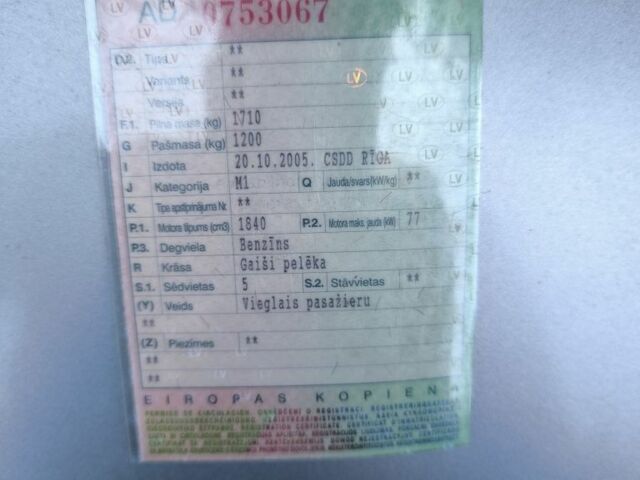 AD 0753067
D.2. Tips **
Variants **
Versija **
F.1. Pilna masa (kg) 1710
G Pašmasa (kg) 1200
I Izdota 20.10.2005. CSDD RĪGA
J Kategorija M1 Q Jauda/svars(kW/kg) **
K Tipa apstiprinājuma Nr. **
P.1. Motora tilpums (cm3) 1840 P.2. Motora maks. jauda (kW) 77
P.3. Degviela Benzīns
R Krāsa Gaiši pelēka
S.1. Sēdvietas 5 S.2. Stāvvietas **
(Y) Veids Vieglais pasažieru
**
(Z) Piezīmes **
**
**
EIROPAS KOPIENA